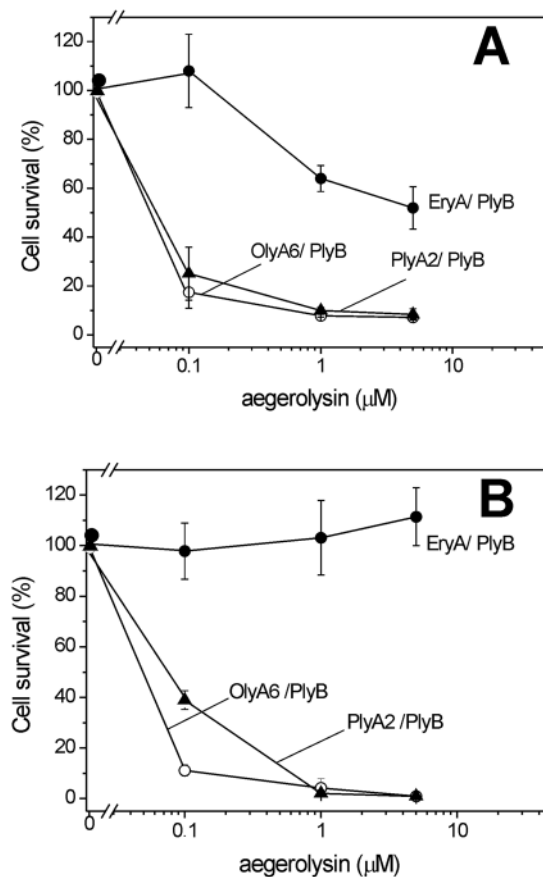 A
120
100
80
60
40
20
0
Cell survival (%)
EryA/ PlyB
OlyA6/ PlyB
PlyA2/ PlyB
0
0.1
1
10
aegerolysin (μM)
B
120
100
80
60
40
20
0
Cell survival (%)
EryA/ PlyB
OlyA6 /PlyB
PlyA2 /PlyB
0
0.1
1
10
aegerolysin (μM)